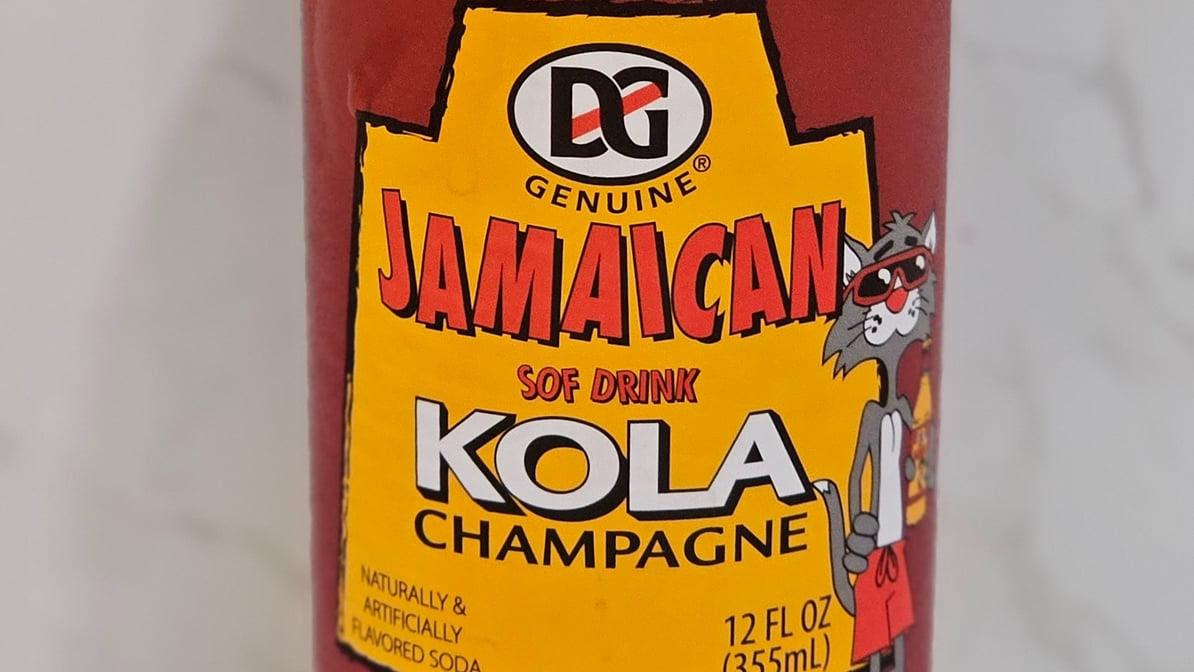 DG
GENUINE®
JAMAICAN
SOF DRINK
KOLA
CHAMPAGNE
NATURALLY &
ARTIFICIALLY
FLAVORED SODA
12 FL OZ
(355mL)